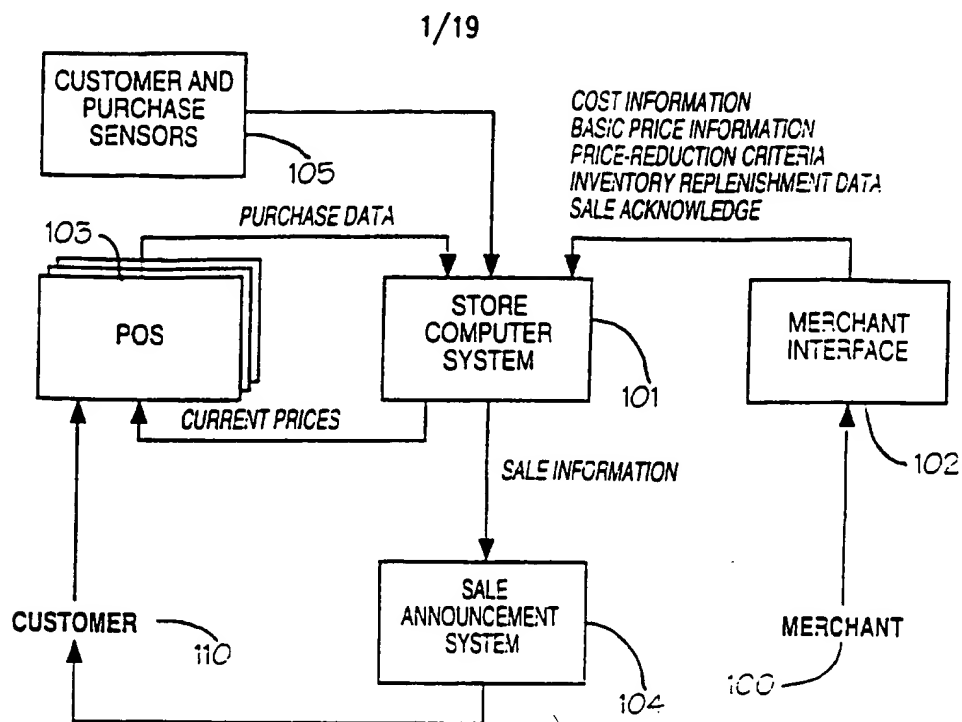 1/19
CUSTOMER AND
PURCHASE
SENSORS
105
COST INFORMATION
BASIC PRICE INFORMATION
PRICE-REDUCTION CRITERIA
INVENTORY REPLENISHMENT DATA
SALE ACKNOWLEDGE
PURCHASE DATA
103
POS
STORE
COMPUTER
SYSTEM
101
MERCHANT
INTERFACE
102
CURRENT PRICES
SALE INFORMATION
SALE
ANNOUNCEMENT
SYSTEM
104
CUSTOMER
110
MERCHANT
100